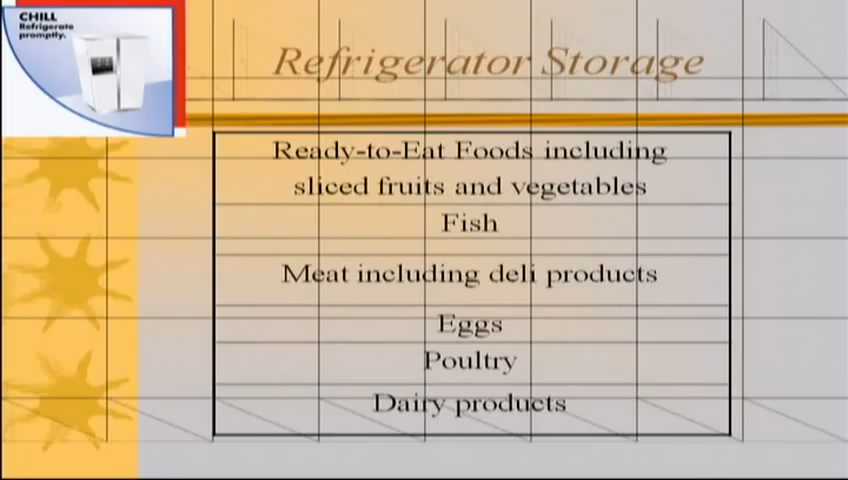 CHILL
Refrigerate
promptly.
Refrigerator Storage
Ready-to-Eat Foods including
sliced fruits and vegetables
Fish
Meat including deli products
Eggs
Poultry
Dairy products